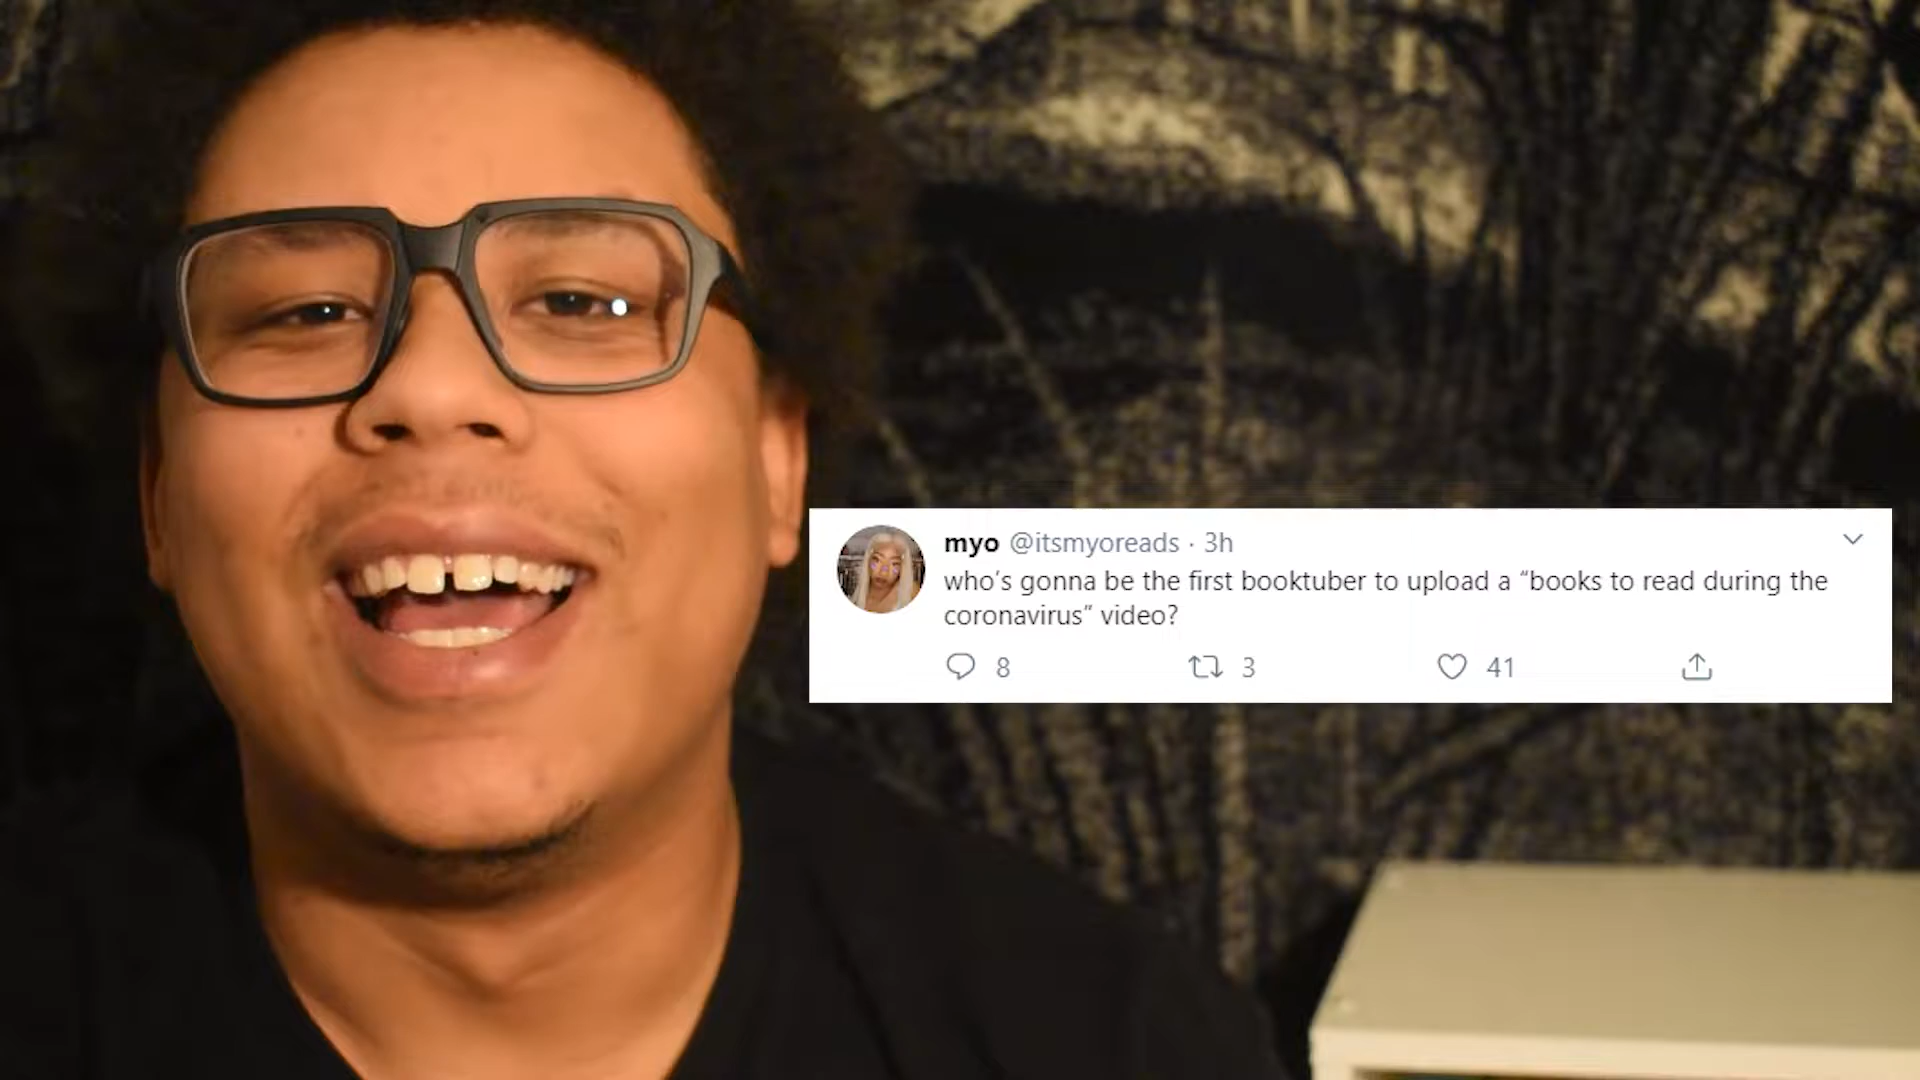 myo @itsmyoreads · 3h
who’s gonna be the first booktuber to upload a “books to read during the
coronavirus” video?
8 3 41